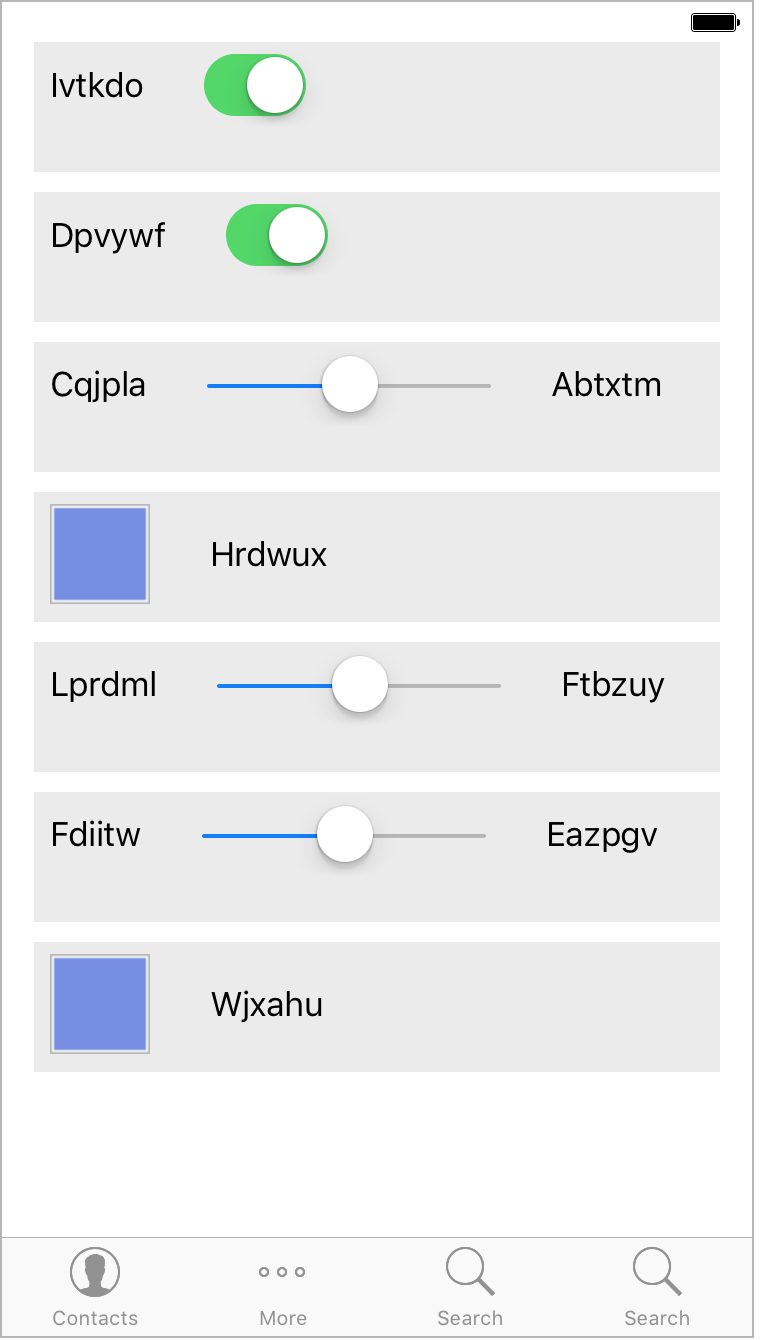 Ivtkdo
Dpvywf
Cqjpla Abtxtm
Hrdwux
Lprdml Ftbzuy
Fdiitw Eazpgv
Wjxahu
Contacts More Search Search